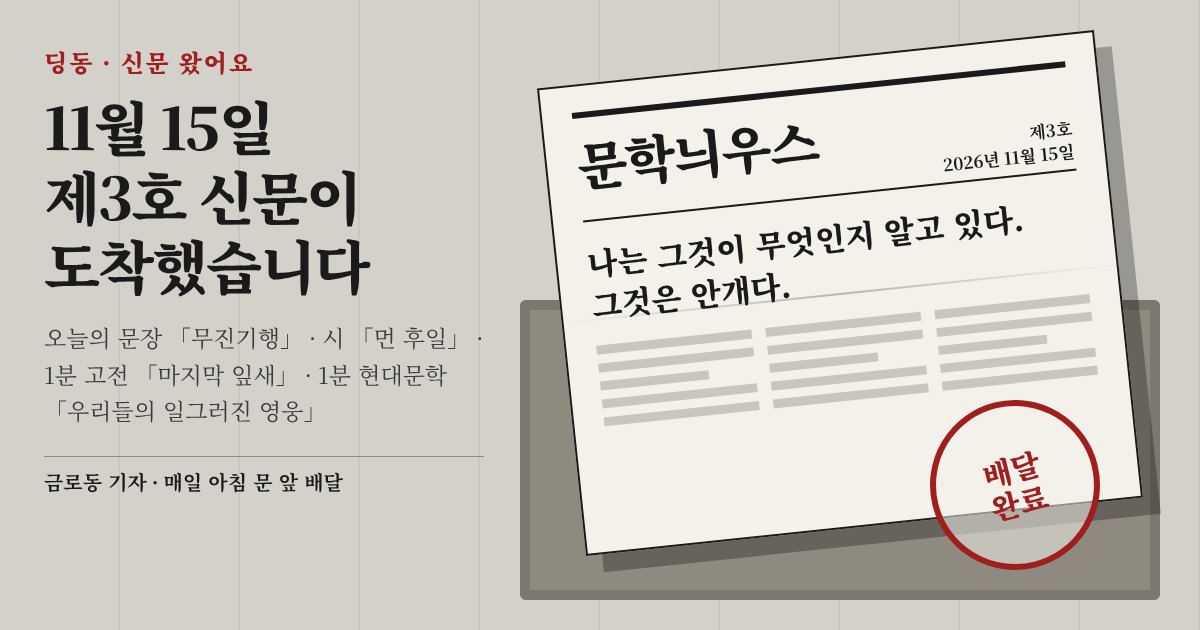 딩동 · 신문 왔어요
11월 15일
제3호 신문이
도착했습니다
오늘의 문장 「무진기행」 · 시 「먼 후일」 ·
1분 고전 「마지막 잎새」 · 1분 현대문학
「우리들의 일그러진 영웅」
금로동 기자 · 매일 아침 문 앞 배달
문학늬우스
제3호
2026년 11월 15일
나는 그것이 무엇인지 알고 있다.
그것은 안개다.
배달
완료